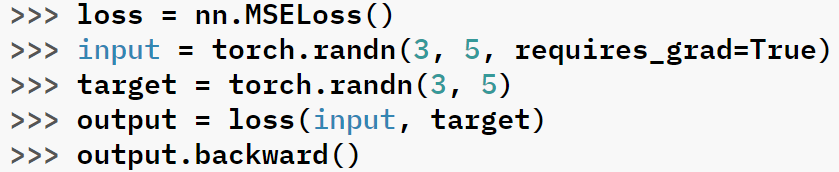 >>> loss = nn.MSELoss()
>>> input = torch.randn(3, 5, requires_grad=True)
>>> target = torch.randn(3, 5)
>>> output = loss(input, target)
>>> output.backward()